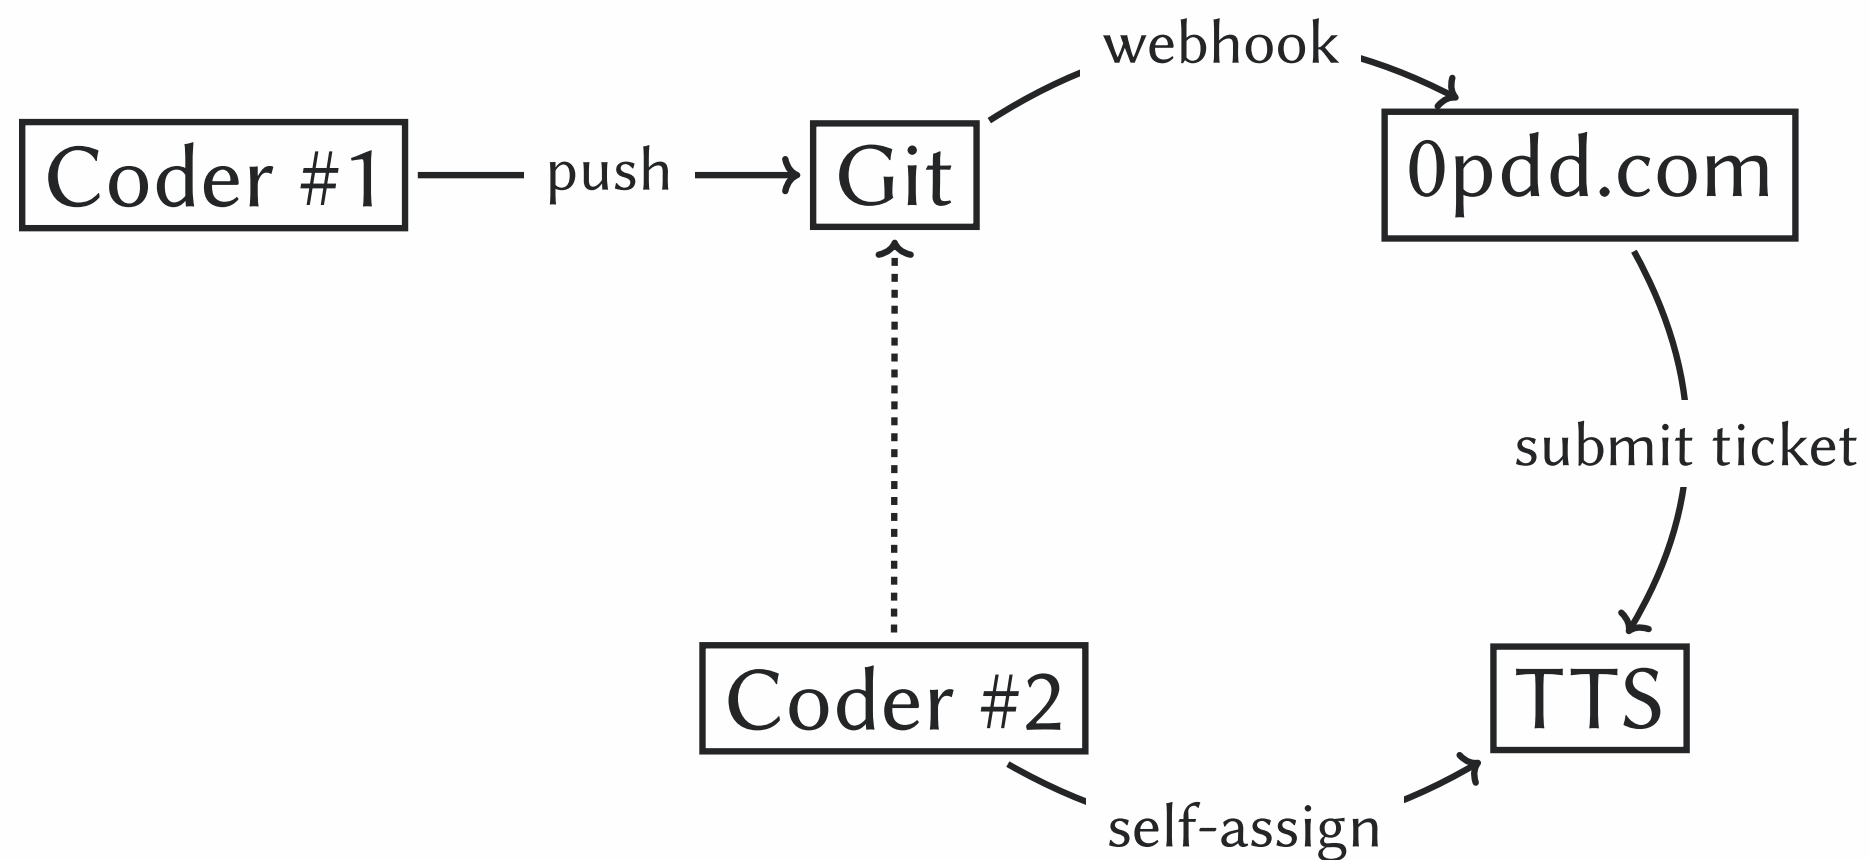 webhook
Coder #1
push
Git
0pdd.com
submit ticket
Coder #2
TTS
self-assign